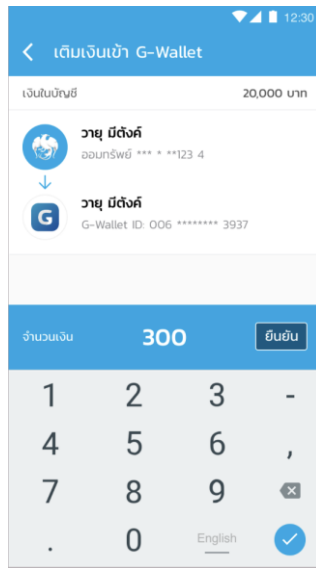 12:30
เติมเงินเข้า G-Wallet
เงินในบัญชี 20,000 บาท
วายุ มีตังค์
ออมทรัพย์ *** * **123 4
วายุ มีตังค์
G
G-Wallet ID: 006 ******** 3937
จำนวนเงิน 300 ยืนยัน
1 2 3 -
4 5 6 ,
7 8 9
. 0 English